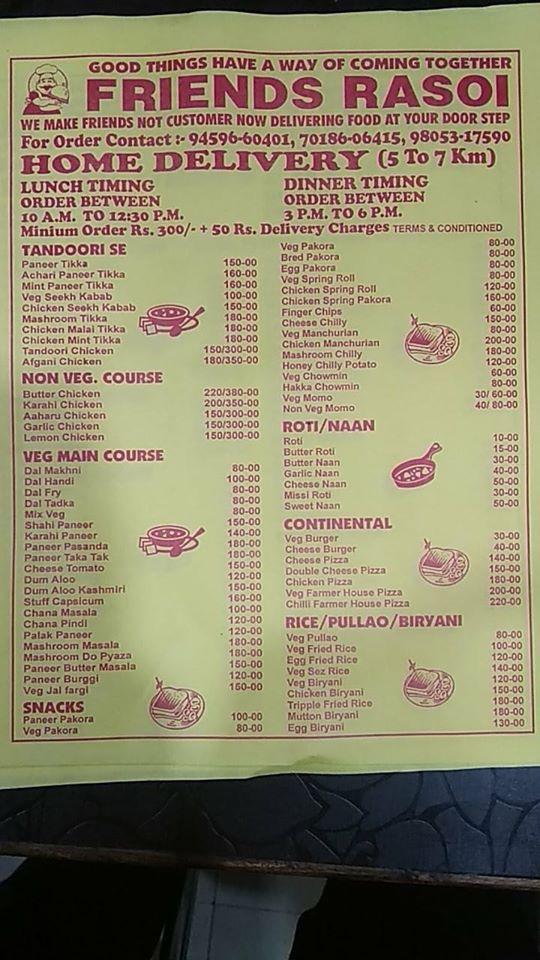 GOOD THINGS HAVE A WAY OF COMING TOGETHER
FRIENDS RASOI
WE MAKE FRIENDS NOT CUSTOMER NOW DELIVERING FOOD AT YOUR DOOR STEP
For Order Contact :- 94596-60401, 70186-06415, 98053-17590
HOME DELIVERY (5 To 7 Km)
LUNCH TIMING
ORDER BETWEEN
10 A.M. TO 12:30 P.M.
DINNER TIMING
ORDER BETWEEN
3 P.M. TO 6 P.M.
Minium Order Rs. 300/- + 50 Rs. Delivery Charges TERMS & CONDITIONED
TANDOORI SE
Paneer Tikka 150-00
Achari Paneer Tikka 160-00
Mint Paneer Tikka 160-00
Veg Seekh Kabab 100-00
Chicken Seekh Kabab 150-00
Mashroom Tikka 180-00
Chicken Malai Tikka 180-00
Chicken Mint Tikka 180-00
Tandoori Chicken 150/300-00
Afgani Chicken 180/350-00
NON VEG. COURSE
Butter Chicken 220/380-00
Karahi Chicken 200/350-00
Aaharu Chicken 150/300-00
Garlic Chicken 150/300-00
Lemon Chicken 150/300-00
VEG MAIN COURSE
Dal Makhni 80-00
Dal Handi 100-00
Dal Fry 80-00
Dal Tadka 80-00
Mix Veg 80-00
Shahi Paneer 150-00
Karahi Paneer 140-00
Paneer Pasanda 180-00
Paneer Taka Tak 180-00
Cheese Tomato 150-00
Dum Aloo 120-00
Dum Aloo Kashmiri 150-00
Stuff Capsicum 160-00
Chana Masala 100-00
Chana Pindi 120-00
Palak Paneer 120-00
Mashroom Masala 180-00
Mashroom Do Pyaza 180-00
Paneer Butter Masala 150-00
Paneer Burggi 120-00
Veg Jal fargi 150-00
SNACKS
Paneer Pakora 100-00
Veg Pakora 80-00
Veg Pakora 80-00
Bred Pakora 80-00
Egg Pakora 80-00
Veg Spring Roll 80-00
Chicken Spring Roll 120-00
Chicken Spring Pakora 160-00
Finger Chips 60-00
Cheese Chilly 150-00
Veg Manchurian 80-00
Chicken Manchurian 200-00
Mashroom Chilly 180-00
Honey Chilly Potato 120-00
Veg Chowmin 60-00
Hakka Chowmin 80-00
Veg Momo 30/ 60-00
Non Veg Momo 40/ 80-00
ROTI/NAAN
Roti 10-00
Butter Roti 15-00
Butter Naan 30-00
Garlic Naan 40-00
Cheese Naan 50-00
Missi Roti 30-00
Sweet Naan 50-00
CONTINENTAL
Veg Burger 30-00
Cheese Burger 40-00
Cheese Pizza 140-00
Double Cheese Pizza 150-00
Chicken Pizza 180-00
Veg Farmer House Pizza 200-00
Chilli Farmer House Pizza 220-00
RICE/PULLAO/BIRYANI
Veg Pullao 80-00
Veg Fried Rice 100-00
Egg Fried Rice 120-00
Veg Sez Rice 140-00
Veg Biryani 120-00
Chicken Biryani 150-00
Tripple Fried Rice 180-00
Mutton Biryani 180-00
Egg Biryani 130-00